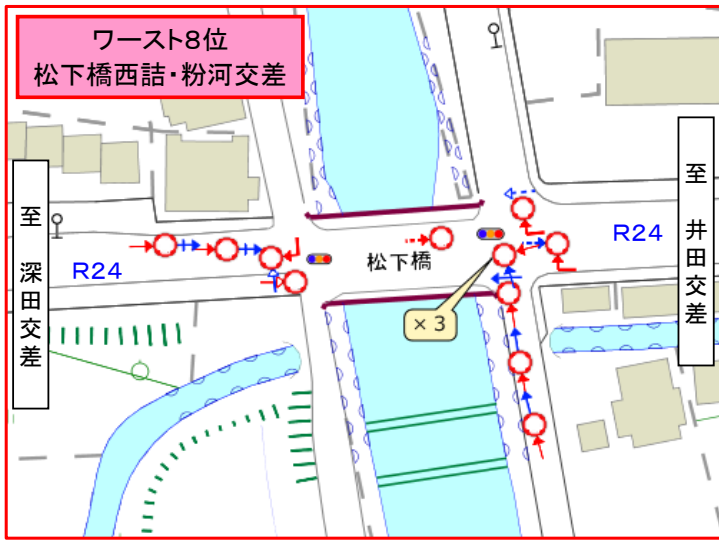 ワースト8位
松下橋西詰・粉河交差
至 深田交差
R24
松下橋
×3
R24
至 井田交差